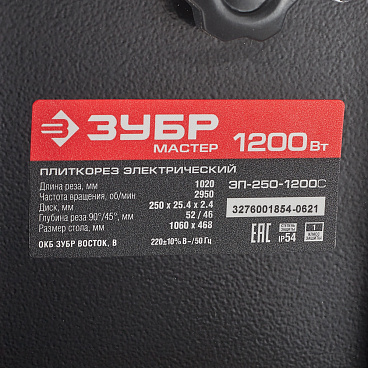 ЗУБР
МАСТЕР 1200 Вт
ПЛИТКОРЕЗ ЭЛЕКТРИЧЕСКИЙ
Длина реза, мм 1020 ЭП-250-1200С
Частота вращения, об/мин 2950
Диск, мм 250 x 25.4 x 2.4 3276001854-0621
Глубина реза 90°/45°, мм 52 / 46
Размер стола, мм 1060 x 468
ОКБ ЗУБР ВОСТОК, В 220±10% В~/50 Гц EAC IP54 1